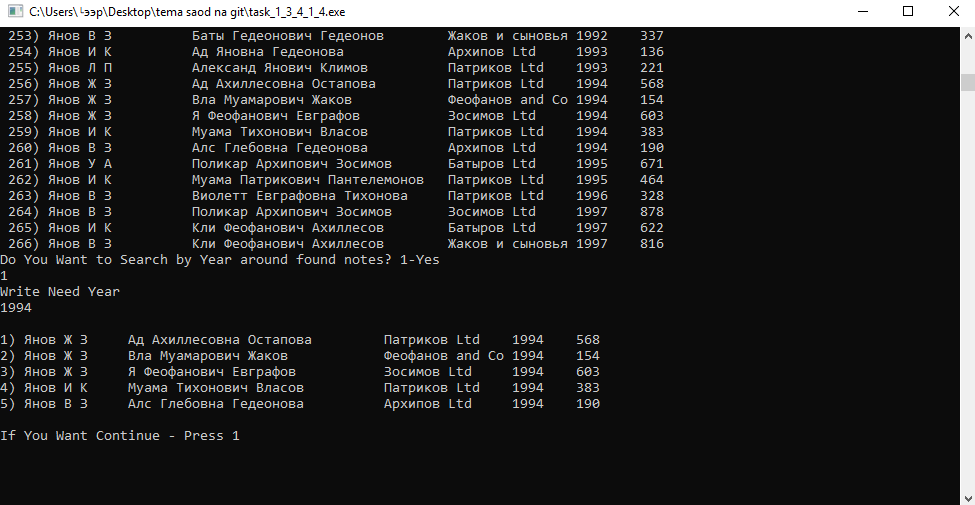 C:\Users\└ээр\Desktop\tema saod na git\task_1_3_4_1_4.exe
253) Янов В З Баты Гедеонович Гедеонов Жаков и сыновья 1992 337
254) Янов И К Ад Яновна Гедеонова Архипов Ltd 1993 136
255) Янов Л П Александ Янович Климов Патриков Ltd 1993 221
256) Янов Ж З Ад Ахиллесовна Остапова Патриков Ltd 1994 568
257) Янов Ж З Вла Муамарович Жаков Феофанов and Co 1994 154
258) Янов Ж З Я Феофанович Евграфов Зосимов Ltd 1994 603
259) Янов И К Муама Тихонович Власов Патриков Ltd 1994 383
260) Янов В З Алс Глебовна Гедеонова Архипов Ltd 1994 190
261) Янов У А Поликар Архипович Зосимов Батыров Ltd 1995 671
262) Янов И К Муама Патрикович Пантелемонов Патриков Ltd 1995 464
263) Янов В З Виолетт Евграфовна Тихонова Патриков Ltd 1996 328
264) Янов В З Поликар Архипович Зосимов Зосимов Ltd 1997 878
265) Янов И К Кли Феофанович Ахиллесов Батыров Ltd 1997 622
266) Янов В З Кли Феофанович Ахиллесов Жаков и сыновья 1997 816
Do You Want to Search by Year around found notes? 1-Yes
1
Write Need Year
1994
1) Янов Ж З Ад Ахиллесовна Остапова Патриков Ltd 1994 568
2) Янов Ж З Вла Муамарович Жаков Феофанов and Co 1994 154
3) Янов Ж З Я Феофанович Евграфов Зосимов Ltd 1994 603
4) Янов И К Муама Тихонович Власов Патриков Ltd 1994 383
5) Янов В З Алс Глебовна Гедеонова Архипов Ltd 1994 190
If You Want Continue - Press 1